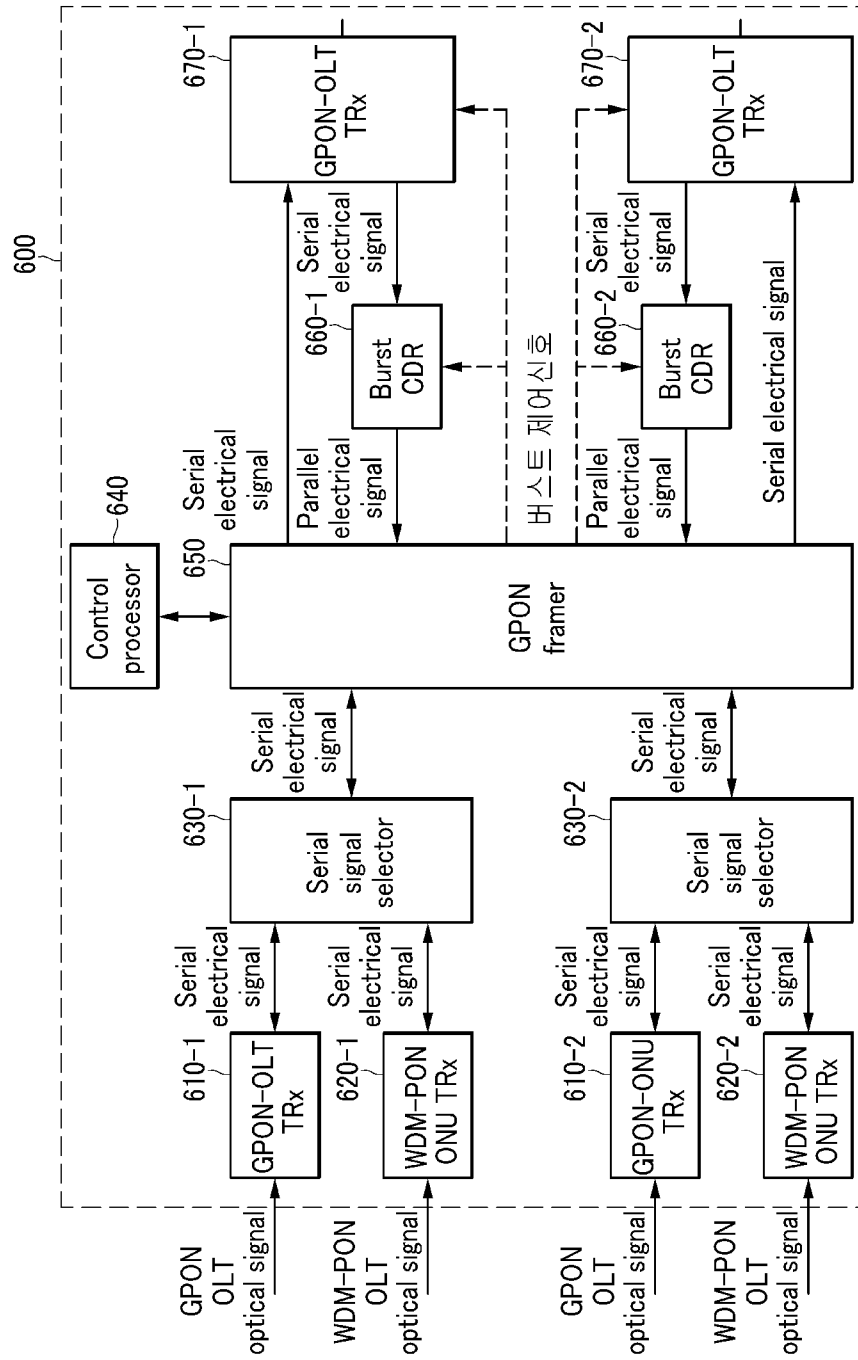 600
GPON
OLT
optical signal
610-1
GPON-OLT
TRx
Serial
electrical
signal
WDM-PON
OLT
optical signal
620-1
WDM-PON
ONU TRx
Serial
electrical
signal
630-1
Serial
signal
selector
Serial
electrical
signal
GPON
OLT
optical signal
610-2
GPON-ONU
TRx
Serial
electrical
signal
WDM-PON
OLT
optical signal
620-2
WDM-PON
ONU TRx
Serial
electrical
signal
630-2
Serial
signal
selector
Serial
electrical
signal
640
Control
processor
650
GPON
framer
Serial
electrical
signal
Parallel
electrical
signal
660-1
Burst
CDR
Serial
electrical
signal
670-1
GPON-OLT
TRx
버스트 제어신호
Parallel
electrical
signal
660-2
Burst
CDR
Serial
electrical
signal
Serial electrical signal
670-2
GPON-OLT
TRx